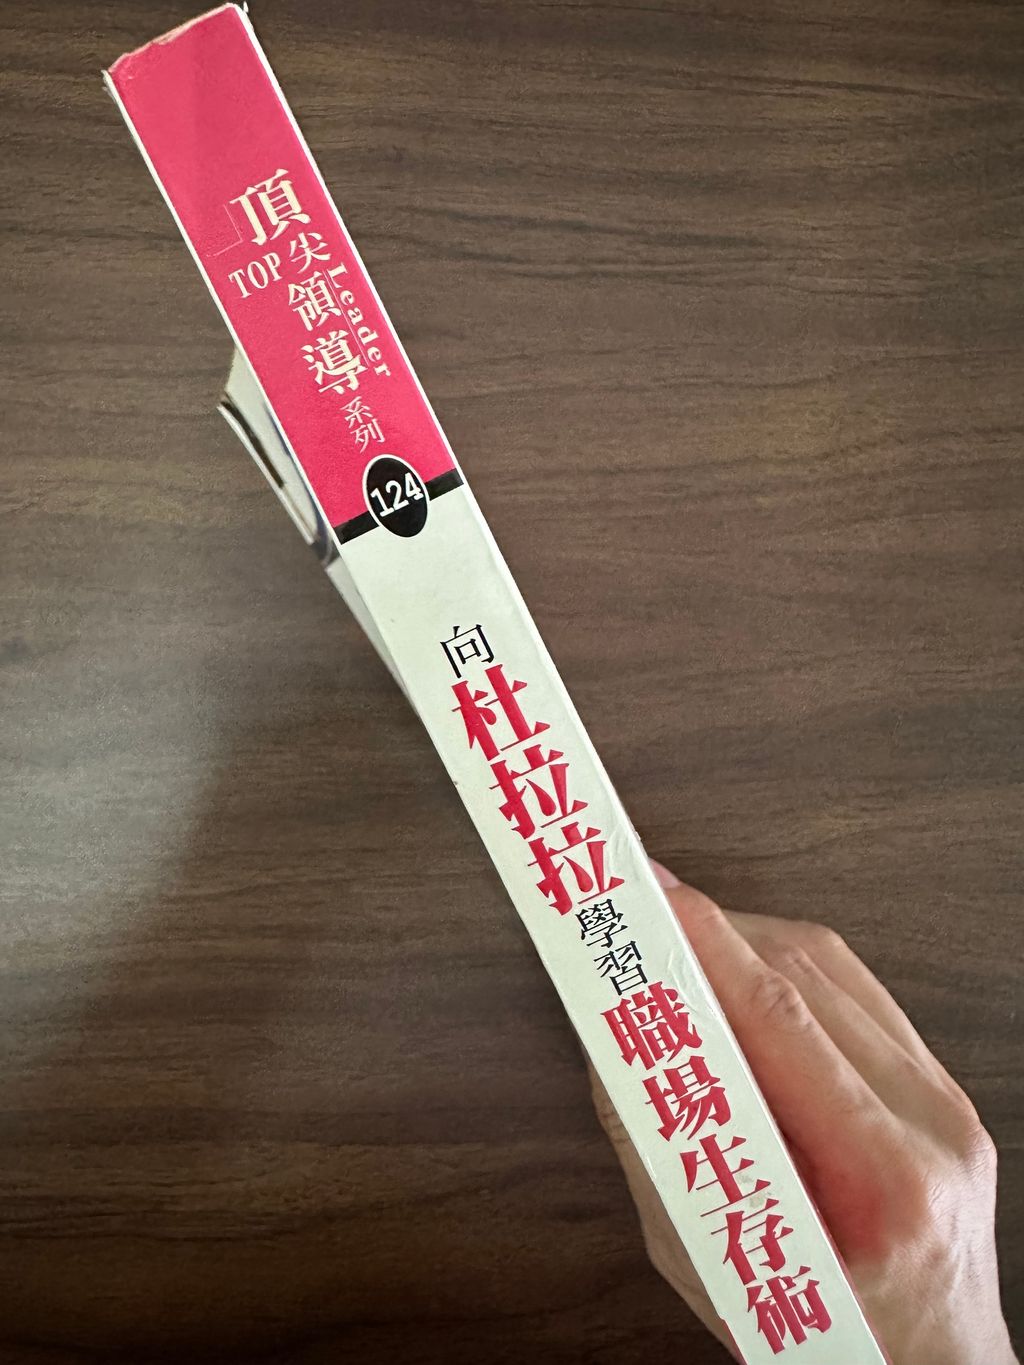 頂尖領導系列
TOP
Leader
124
向杜拉拉學習職場生存術